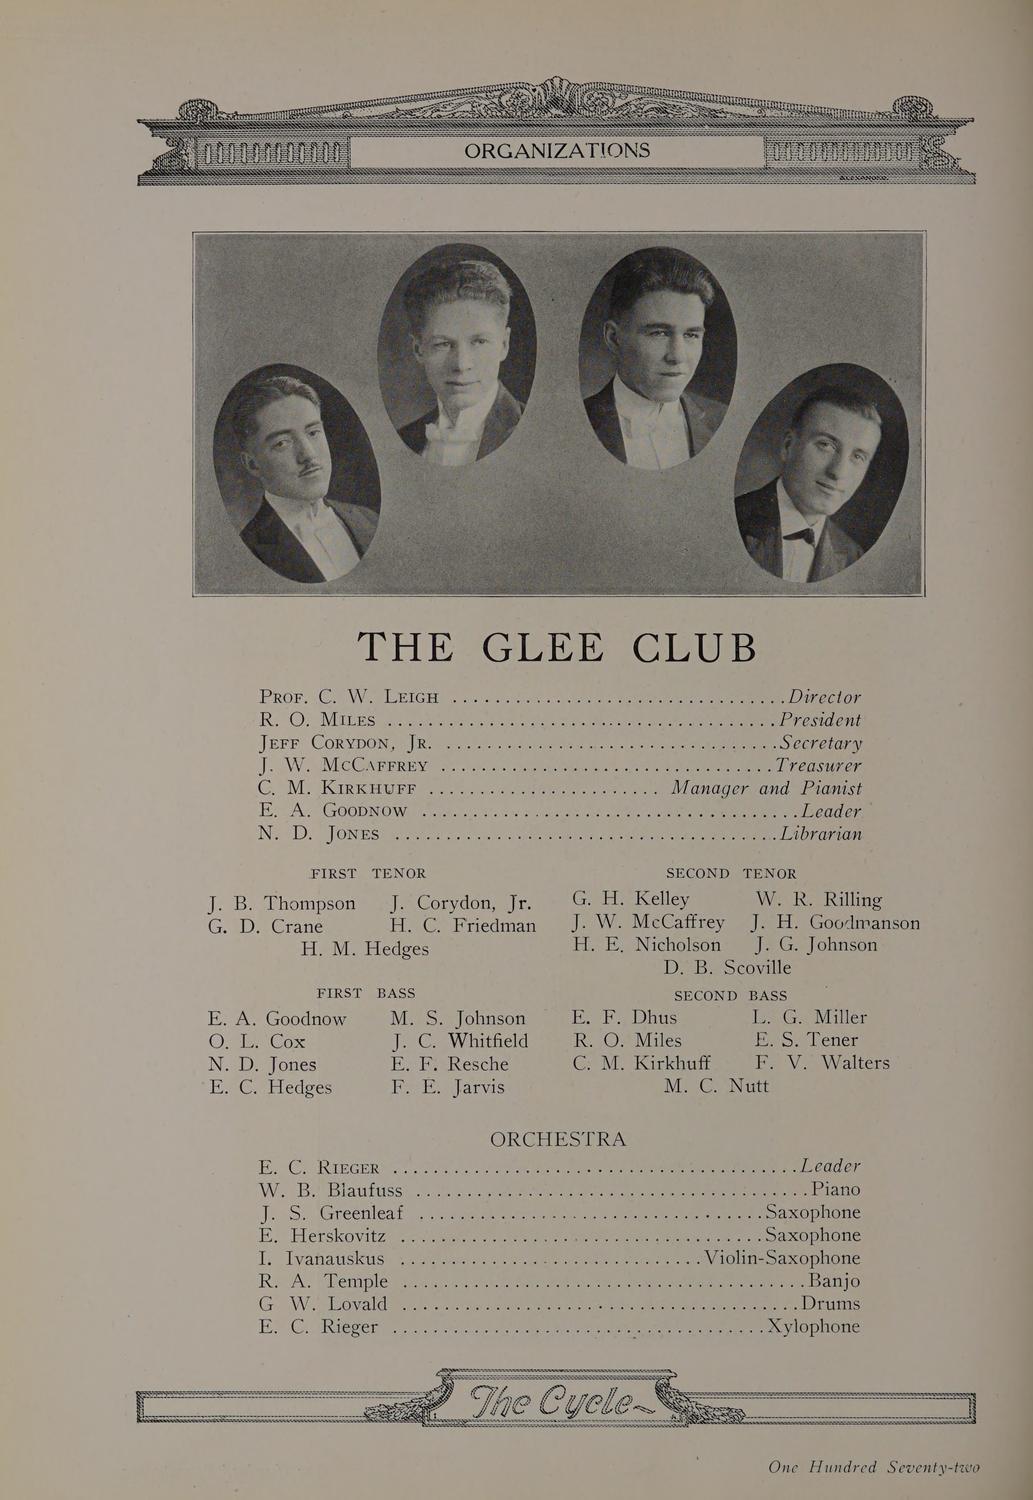 ORGANIZATIONS
ALEXANDER
THE GLEE CLUB
PROF. C. W. LEIGH ........................................ Director
R. O. MILES ........................................ President
JEFF CORYDON, JR. ........................................ Secretary
J. W. MCCAFFREY ........................................ Treasurer
C. M. KIRKHUFF ........................... Manager and Pianist
E. A. GOODNOW ........................................ Leader
N. D. JONES ........................................ Librarian
FIRST TENOR
J. B. Thompson J. Corydon, Jr.
G. D. Crane H. C. Friedman
H. M. Hedges
SECOND TENOR
G. H. Kelley W. R. Rilling
J. W. McCaffrey J. H. Goodmanson
H. E. Nicholson J. G. Johnson
D. B. Scoville
FIRST BASS
E. A. Goodnow M. S. Johnson
O. L. Cox J. C. Whitfield
N. D. Jones E. F. Resche
E. C. Hedges F. E. Jarvis
SECOND BASS
E. F. Dhus L. G. Miller
R. O. Miles E. S. Tener
C. M. Kirkhuff F. V. Walters
M. C. Nutt
ORCHESTRA
E. C. RIEGER ........................................ Leader
W. B. Blaufuss ........................................ Piano
J. S. Greenleaf ........................................ Saxophone
E. Herskovitz ........................................ Saxophone
I. Ivanauskus ................................ Violin-Saxophone
R. A. Temple ........................................ Banjo
G W. Lovald ........................................ Drums
E. C. Rieger ........................................ Xylophone
The Cycle
One Hundred Seventy-two